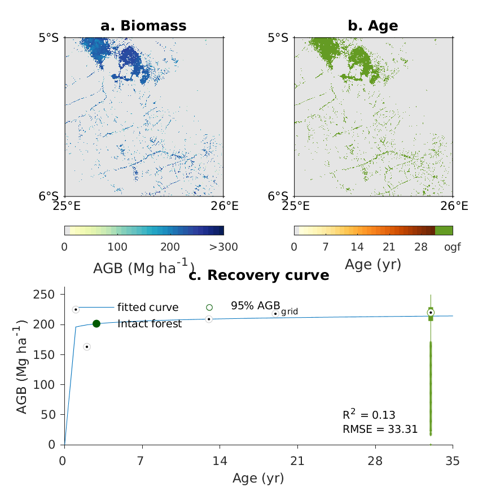 a. Biomass
b. Age
5°S
5°S
6°S
6°S
25°E
26°E
25°E
26°E
0 100 200 >300
0 7 14 21 28 ogf
AGB (Mg ha⁻¹)
Age (yr)
c. Recovery curve
250
200
150
100
50
0
AGB (Mg ha⁻¹)
fitted curve
95% AGB grid
Intact forest
R² = 0.13
RMSE = 33.31
0 7 14 21 28 35
Age (yr)